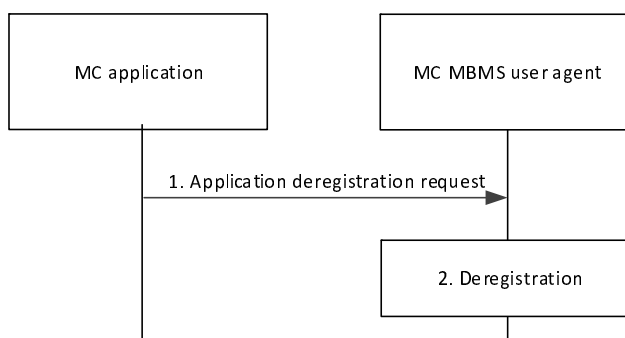 MC application
MC MBMS user agent
1. Application deregistration request
2. Deregistration